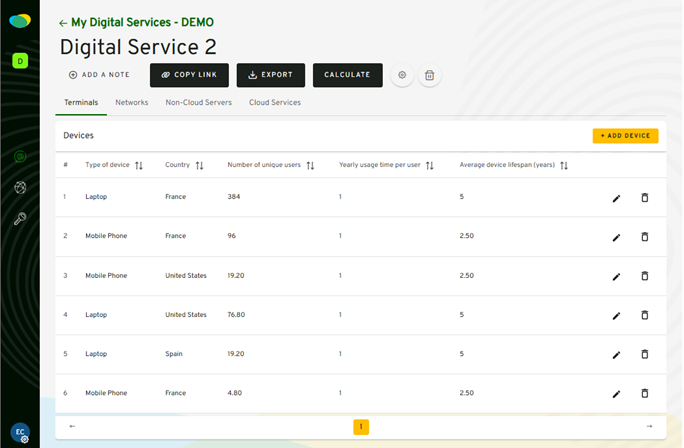 ← My Digital Services - DEMO
Digital Service 2
D
ADD A NOTE COPY LINK EXPORT CALCULATE
Terminals Networks Non-Cloud Servers Cloud Services
Devices + ADD DEVICE
# Type of device Country Number of unique users Yearly usage time per user Average device lifespan (years)
1 Laptop France 384 1 5
2 Mobile Phone France 96 1 2.50
3 Mobile Phone United States 19.20 1 2.50
4 Laptop United States 76.80 1 5
5 Laptop Spain 19.20 1 5
6 Mobile Phone France 4.80 1 2.50
← 1 →
EC